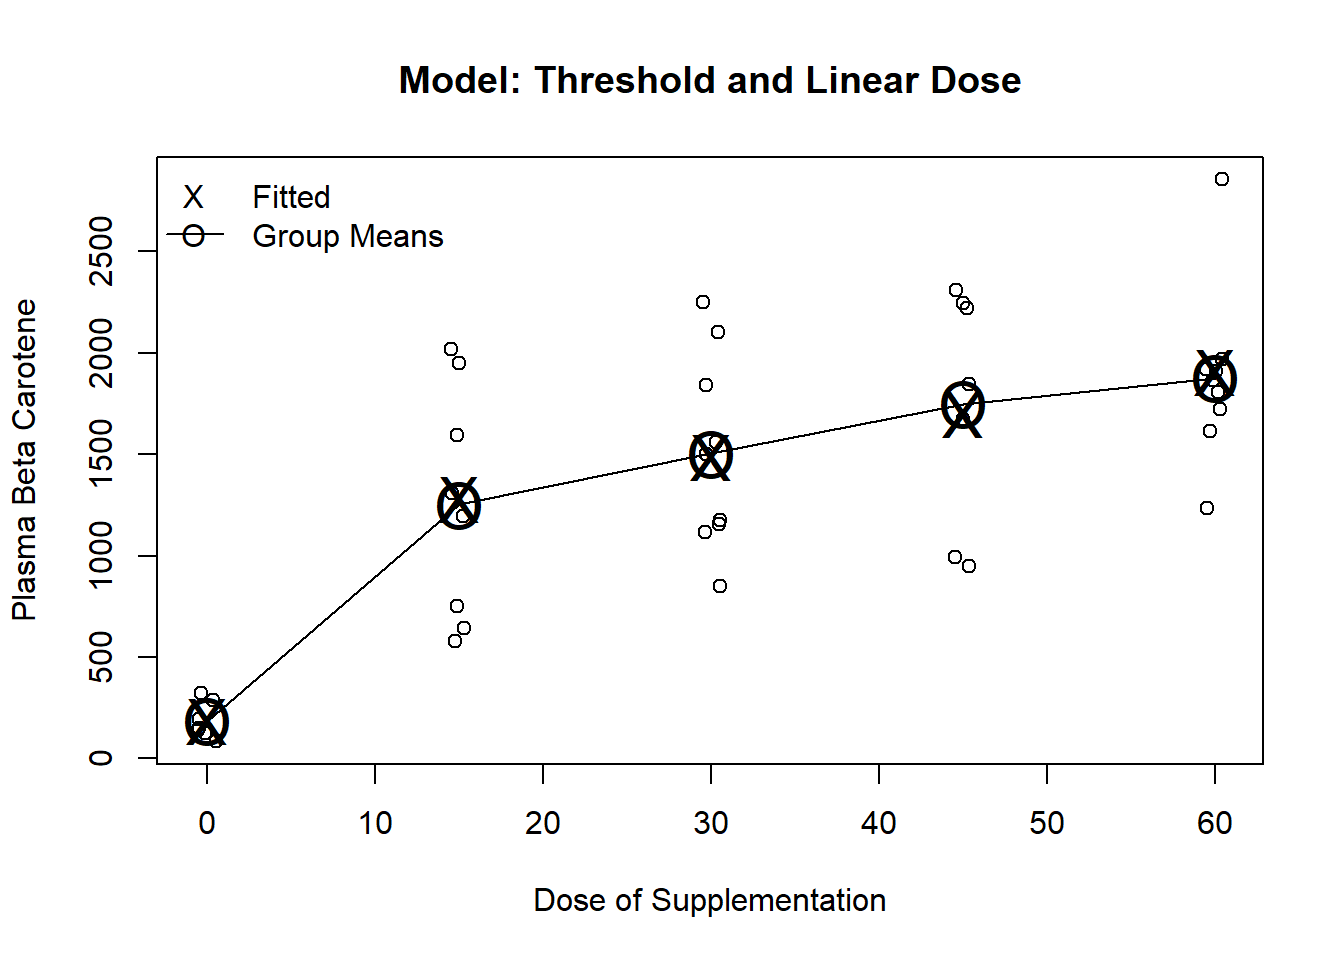 Model: Threshold and Linear Dose
X Fitted
O Group Means
Plasma Beta Carotene
2500
2000
1500
1000
500
0
0 10 20 30 40 50 60
Dose of Supplementation